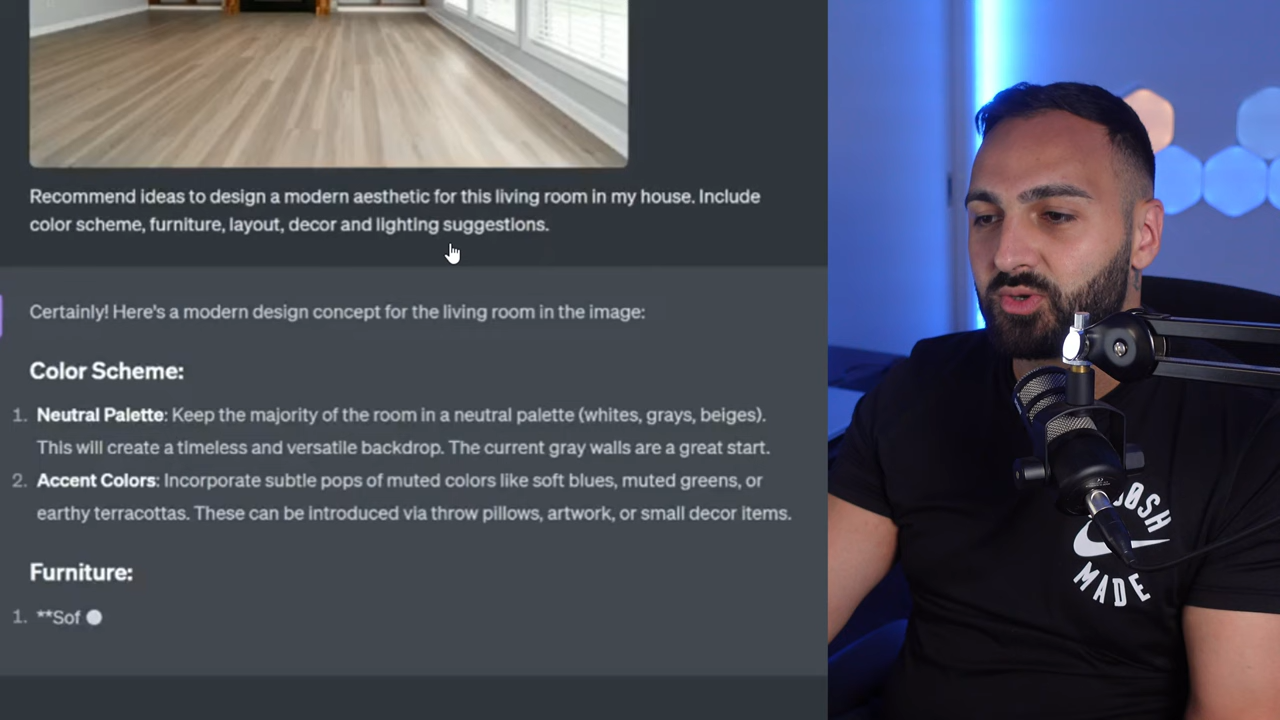 Recommend ideas to design a modern aesthetic for this living room in my house. Include
color scheme, furniture, layout, decor and lighting suggestions.
Certainly! Here's a modern design concept for the living room in the image:
Color Scheme:
1. Neutral Palette: Keep the majority of the room in a neutral palette (whites, grays, beiges).
This will create a timeless and versatile backdrop. The current gray walls are a great start.
2. Accent Colors: Incorporate subtle pops of muted colors like soft blues, muted greens, or
earthy terracottas. These can be introduced via throw pillows, artwork, or small decor items.
Furniture:
1. **Sof
MADE